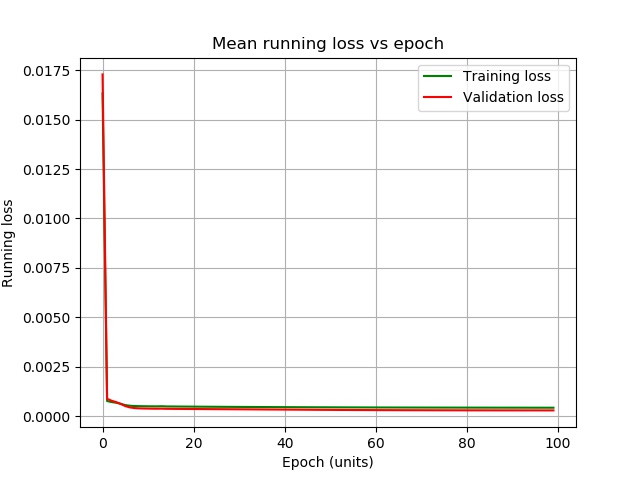 Mean running loss vs epoch
Training loss
Validation loss
0.0175
0.0150
0.0125
0.0100
0.0075
0.0050
0.0025
0.0000
Running loss
0 20 40 60 80 100
Epoch (units)